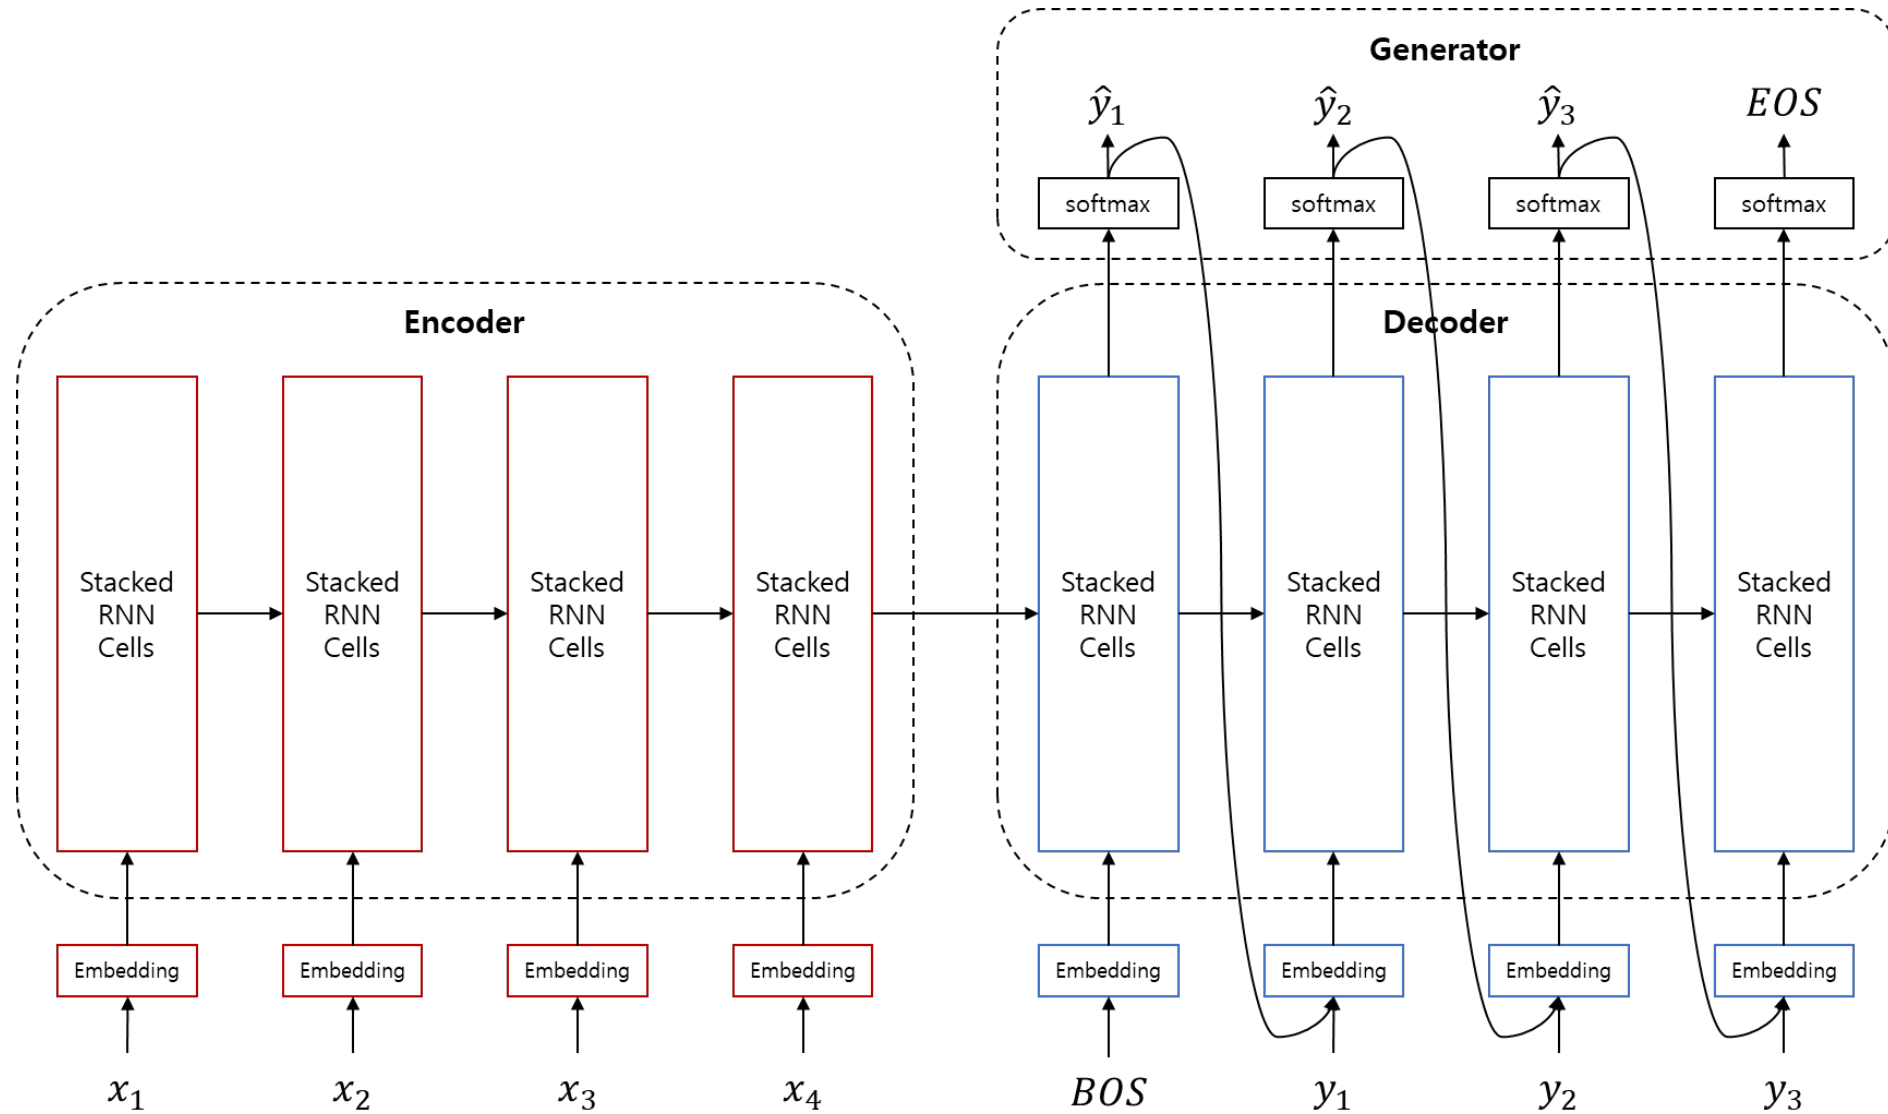 Generator
ŷ₁ ŷ₂ ŷ₃ EOS
softmax softmax softmax softmax
Encoder Decoder
Stacked RNN Cells
Stacked RNN Cells
Stacked RNN Cells
Stacked RNN Cells
Stacked RNN Cells
Stacked RNN Cells
Stacked RNN Cells
Stacked RNN Cells
Embedding Embedding Embedding Embedding Embedding Embedding Embedding Embedding
x₁ x₂ x₃ x₄ BOS y₁ y₂ y₃